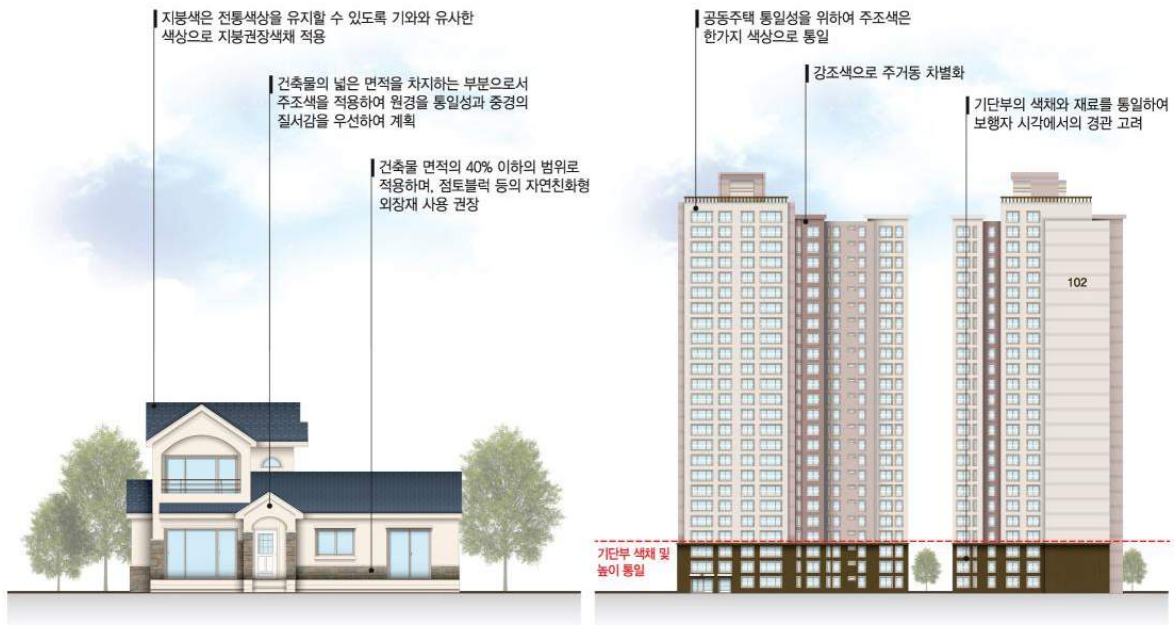 지붕색은 전통색상을 유지할 수 있도록 기와와 유사한
색상으로 지붕권장색채 적용
건축물의 넓은 면적을 차지하는 부분으로서
주조색을 적용하여 원경을 통일성과 중경의
질서감을 우선하여 계획
건축물 면적의 40% 이하의 범위로
적용하며, 점토블럭 등의 자연친화형
외장재 사용 권장
공동주택 통일성을 위하여 주조색은
한가지 색상으로 통일
강조색으로 주거동 차별화
기단부의 색채와 재료를 통일하여
보행자 시각에서의 경관 고려
102
기단부 색채 및
높이 통일